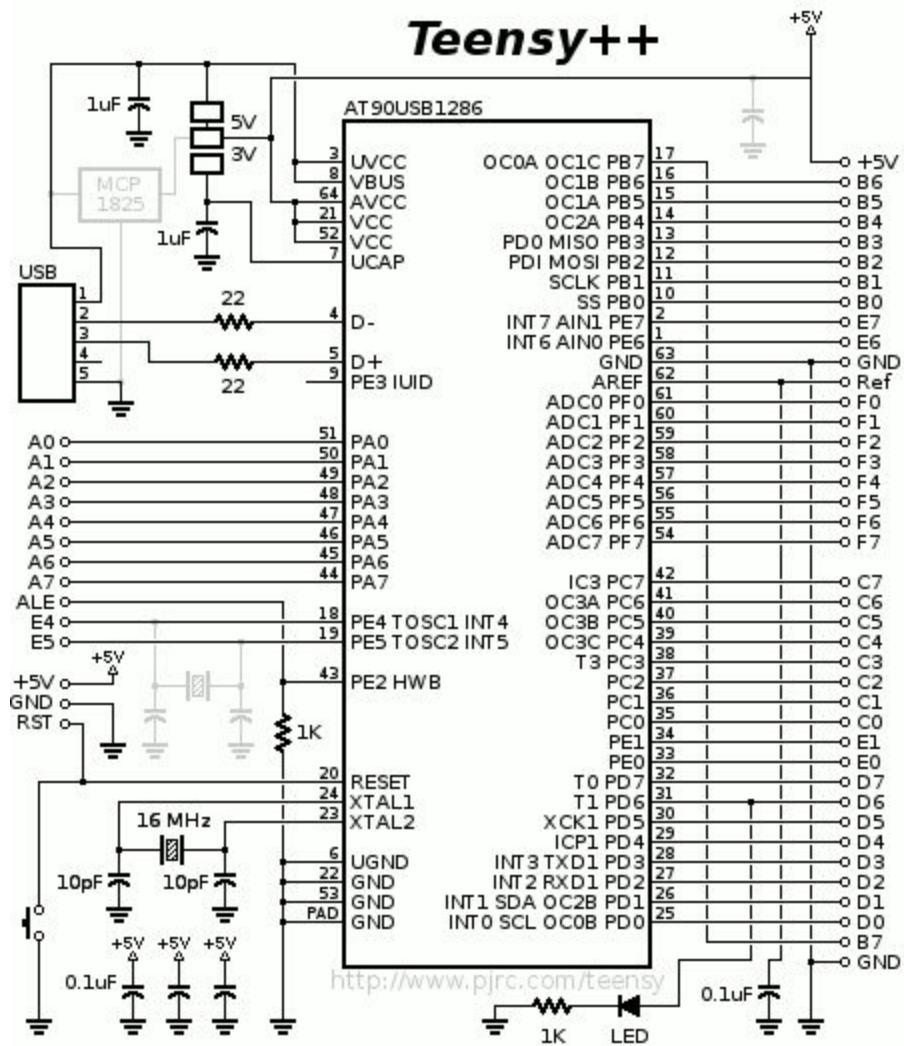 Teensy++
+5V
1uF
5V
3V
MCP
1825
1uF
AT90USB1286
USB
1
2
3
4
5
22
22
3 UVCC
8 VBUS
64 AVCC
21 VCC
52 VCC
7 UCAP
4 D-
5 D+
9 PE3 IUID
A0 51 PA0
A1 50 PA1
A2 49 PA2
A3 48 PA3
A4 47 PA4
A5 46 PA5
A6 45 PA6
A7 44 PA7
ALE
E4 18 PE4 TOSC1 INT4
E5 19 PE5 TOSC2 INT5
+5V
+5V
43 PE2 HWB
GND
RST
1K
20 RESET
24 XTAL1
23 XTAL2
16 MHz
10pF
10pF
6 UGND
22 GND
53 GND
PAD GND
+5V
+5V
+5V
0.1uF
OC0A OC1C PB7 17 +5V
OC1B PB6 16 B6
OC1A PB5 15 B5
OC2A PB4 14 B4
PD0 MISO PB3 13 B3
PDI MOSI PB2 12 B2
SCLK PB1 11 B1
SS PB0 10 B0
INT7 AIN1 PE7 2 E7
INT6 AIN0 PE6 1 E6
GND 63 GND
AREF 62 Ref
ADC0 PF0 61 F0
ADC1 PF1 60 F1
ADC2 PF2 59 F2
ADC3 PF3 58 F3
ADC4 PF4 57 F4
ADC5 PF5 56 F5
ADC6 PF6 55 F6
ADC7 PF7 54 F7
IC3 PC7 42 C7
OC3A PC6 41 C6
OC3B PC5 40 C5
OC3C PC4 39 C4
T3 PC3 38 C3
PC2 37 C2
PC1 36 C1
PC0 35 C0
PE1 34 E1
PE0 33 E0
T0 PD7 32 D7
T1 PD6 31 D6
XCK1 PD5 30 D5
ICP1 PD4 29 D4
INT3 TXD1 PD3 28 D3
INT2 RXD1 PD2 27 D2
INT1 SDA OC2B PD1 26 D1
INT0 SCL OC0B PD0 25 D0
B7
GND
http://www.pjrc.com/teensy
1K
LED
0.1uF